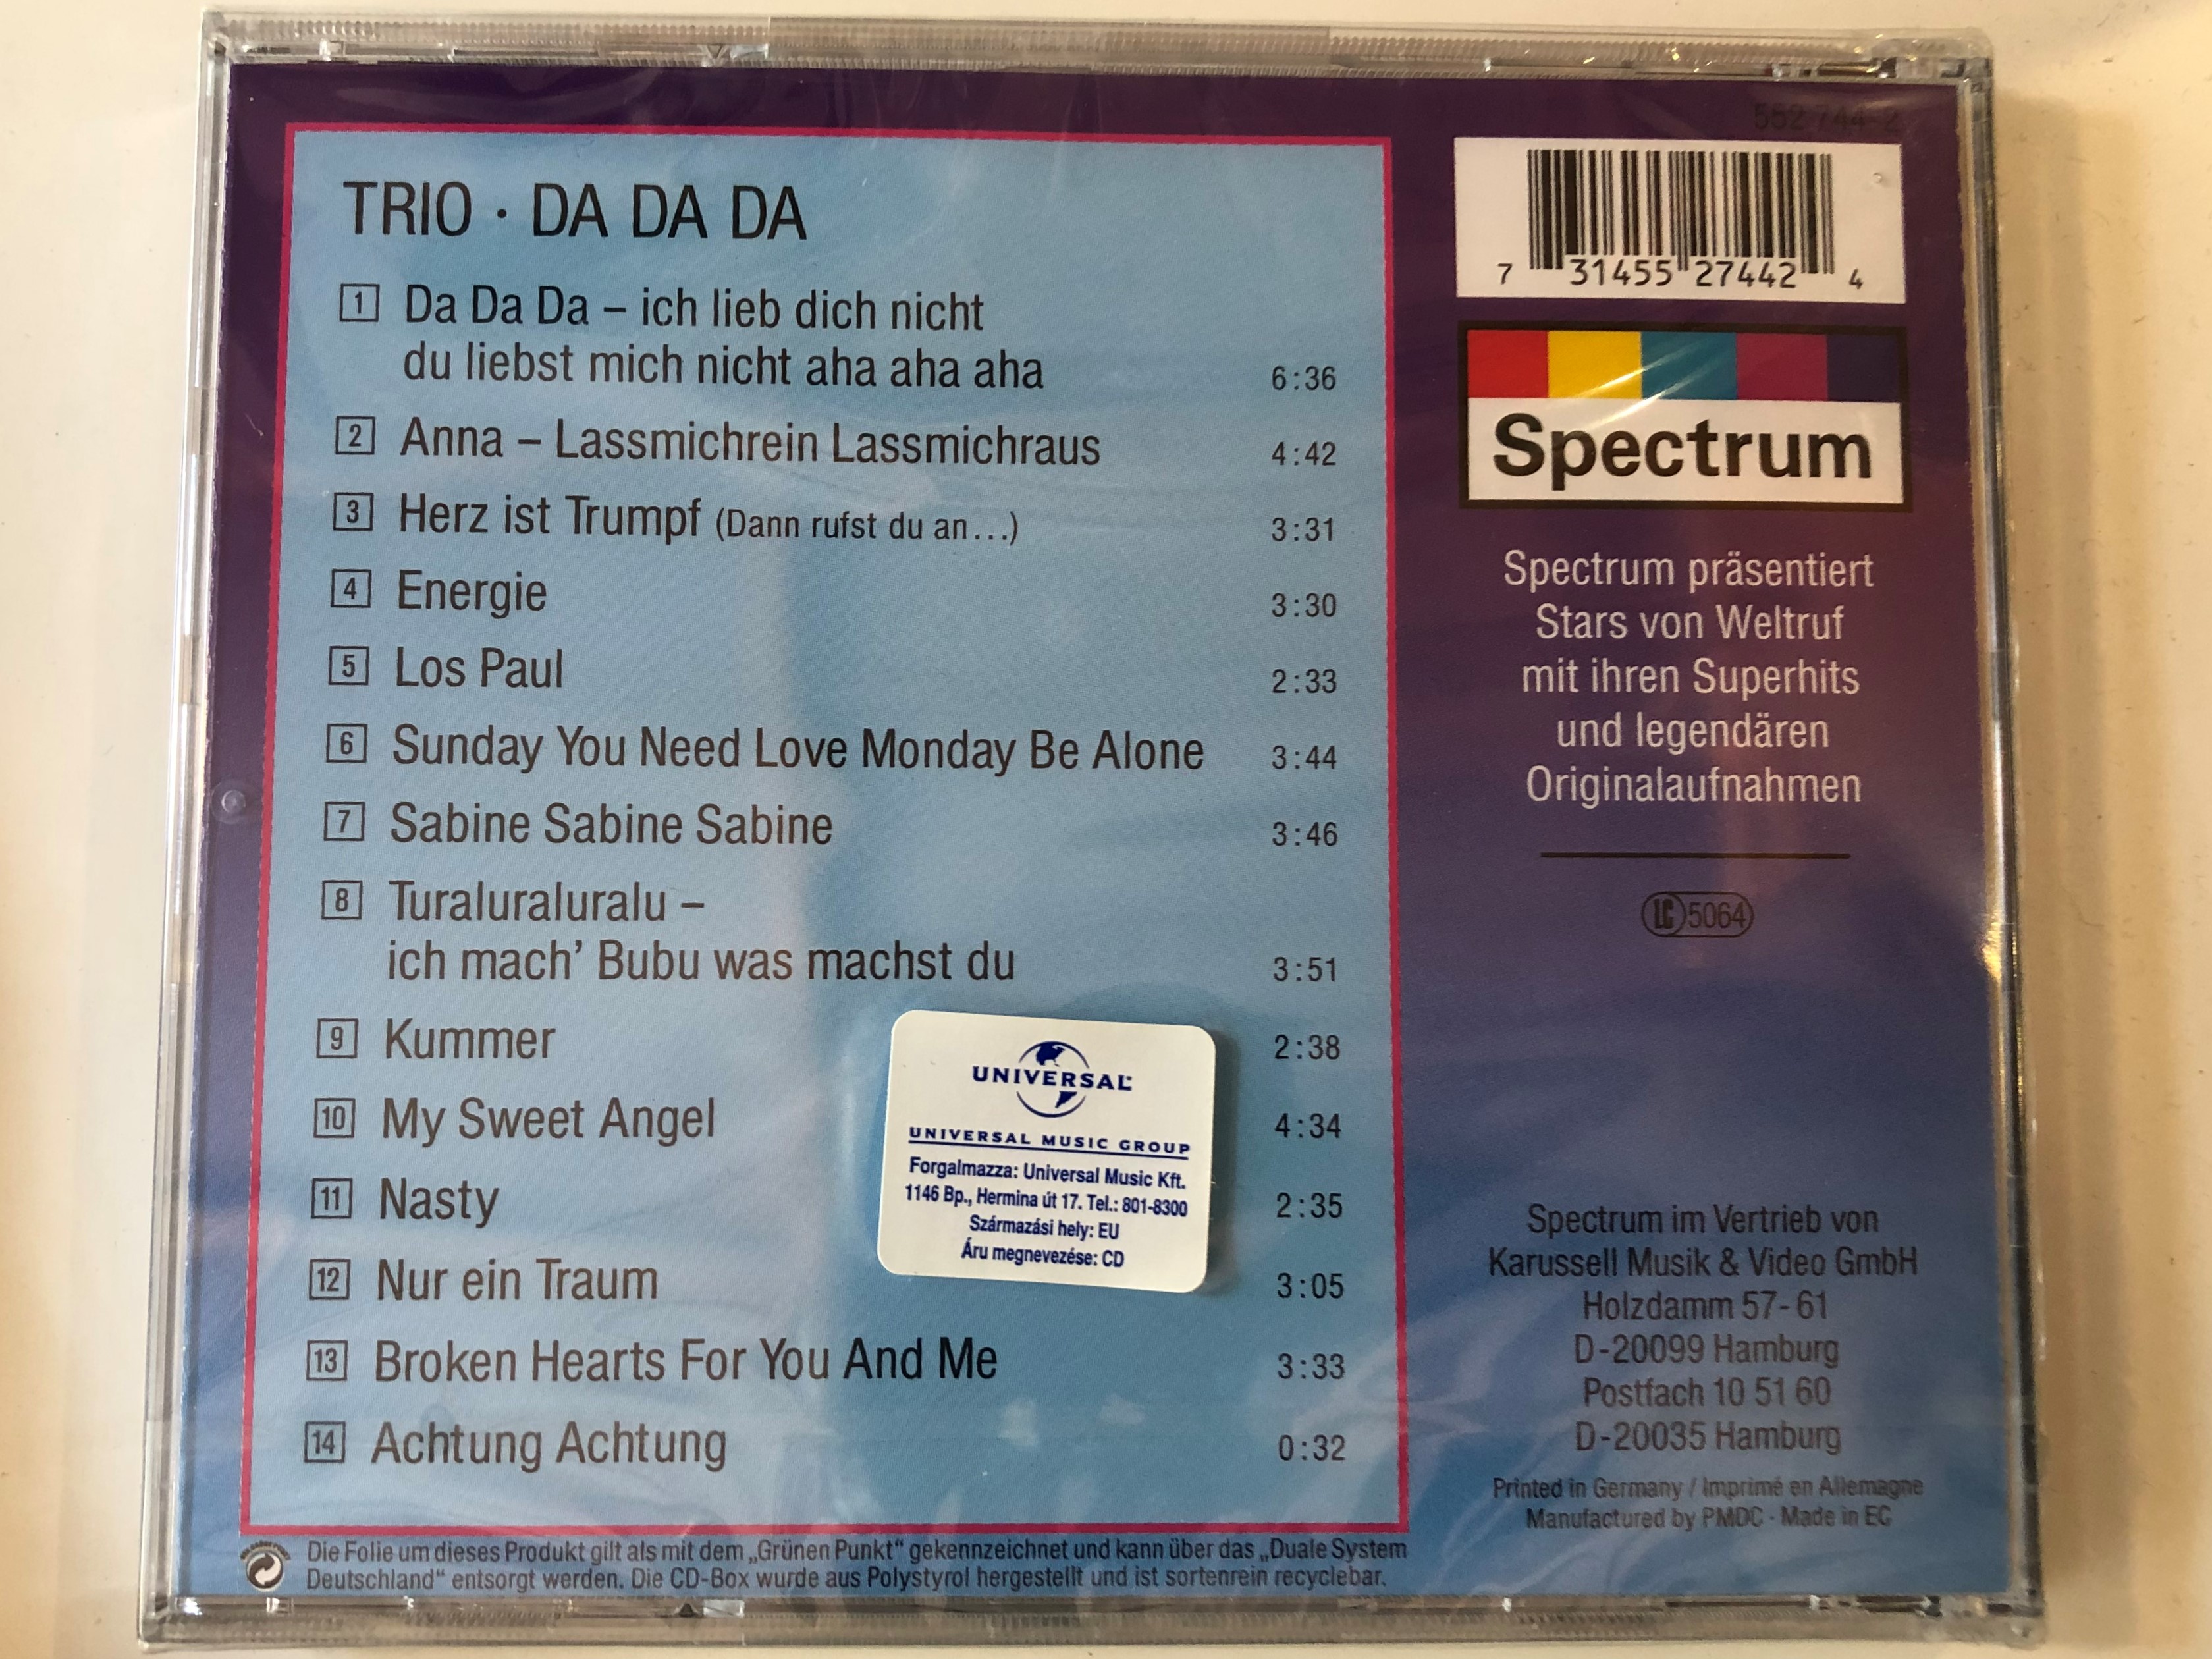 TRIO · DA DA DA
1 Da Da Da – ich lieb dich nicht
du liebst mich nicht aha aha aha 6:36
2 Anna – Lassmichrein Lassmichraus 4:42
3 Herz ist Trumpf (Dann rufst du an...) 3:31
4 Energie 3:30
5 Los Paul 2:33
6 Sunday You Need Love Monday Be Alone 3:44
7 Sabine Sabine Sabine 3:46
8 Turaluraluralu –
ich mach’ Bubu was machst du 3:51
9 Kummer 2:38
10 My Sweet Angel 4:34
11 Nasty 2:35
12 Nur ein Traum 3:05
13 Broken Hearts For You And Me 3:33
14 Achtung Achtung 0:32
UNIVERSAL
UNIVERSAL MUSIC GROUP
Forgalmazza: Universal Music Kft.
1146 Bp., Hermina út 17. Tel.: 801-8300
Származási hely: EU
Áru megnevezése: CD
Die Folie um dieses Produkt gilt als mit dem „Grünen Punkt“ gekennzeichnet und kann über das „Duale System
Deutschland“ entsorgt werden. Die CD-Box wurde aus Polystyrol hergestellt und ist sortenrein recyclebar.
552 744-2
7 31455 27442 4
Spectrum
Spectrum präsentiert
Stars von Weltruf
mit ihren Superhits
und legendären
Originalaufnahmen
LC 5064
Spectrum im Vertrieb von
Karussell Musik & Video GmbH
Holzdamm 57-61
D-20099 Hamburg
Postfach 10 51 60
D-20035 Hamburg
Printed in Germany / Imprimé en Allemagne
Manufactured by PMDC · Made in EC